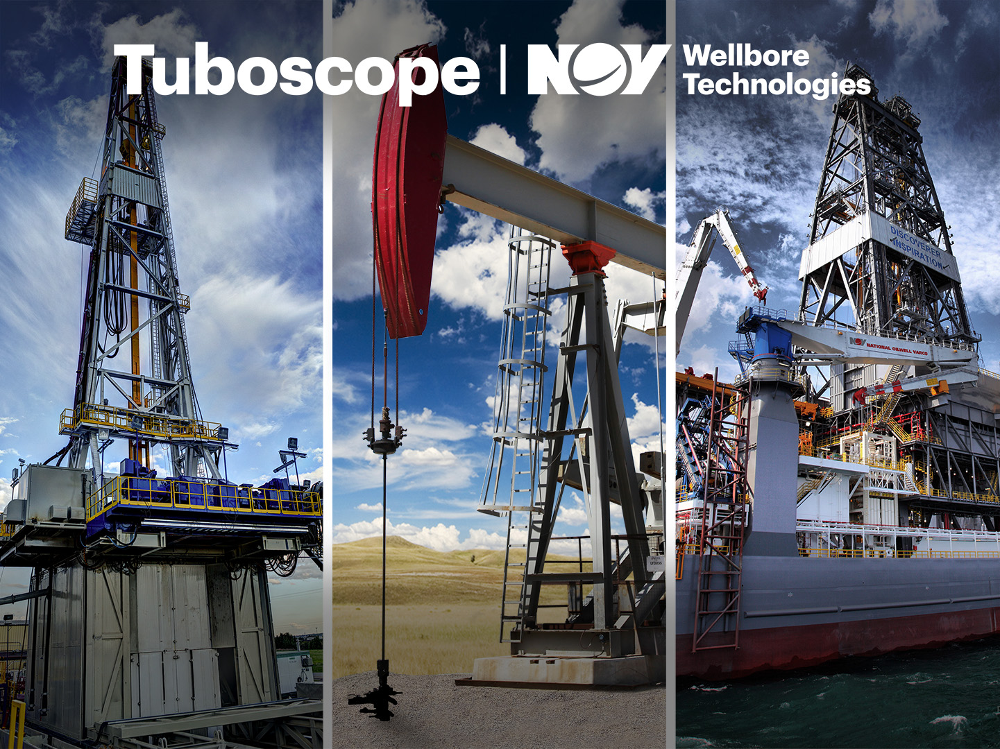 Tuboscope | NOV Wellbore
Technologies
DISCOVERER
INSPIRATION
NOV NATIONAL OILWELL VARCO